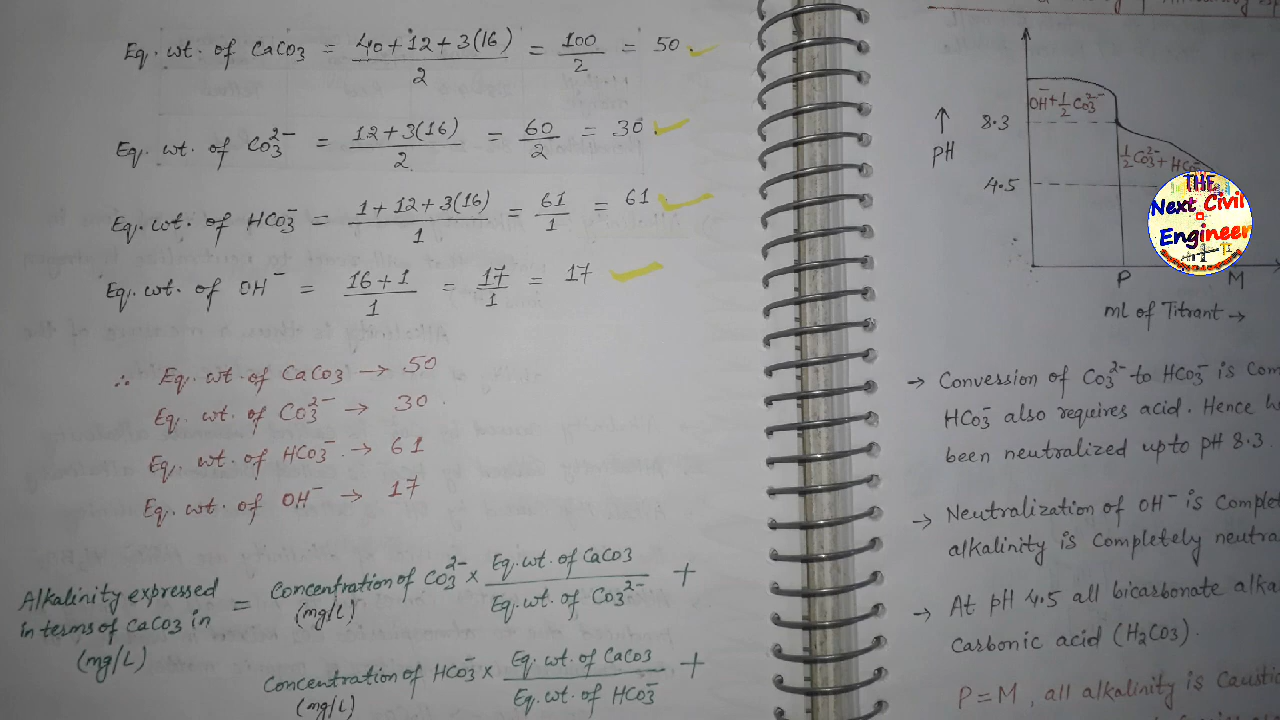 Eq. wt. of CaCO3 = 40+12+3(16) / 2 = 100 / 2 = 50.
Eq. wt. of CO3^2- = 12+3(16) / 2 = 60 / 2 = 30.
Eq. wt. of HCO3^- = 1+12+3(16) / 1 = 61 / 1 = 61
Eq. wt. of OH^- = 16+1 / 1 = 17 / 1 = 17
∴ Eq. wt. of CaCO3 → 50
Eq. wt. of CO3^2- → 30.
Eq. wt. of HCO3^- → 61
Eq. wt. of OH^- → 17
Alkalinity expressed in terms of CaCO3 in (mg/L) = Concentration of CO3^2- (mg/L) × Eq. wt. of CaCO3 / Eq. wt. of CO3^2- +
Concentration of HCO3^- (mg/L) × Eq. wt. of CaCO3 / Eq. wt. of HCO3^- +
↑
pH
OH^- + 1/2 CO3^2-
8.3
1/2 CO3^2- +
4.5
P
M
ml of Titrant →
THE
Next Civil
Engineer
→ Convession of CO3^2- to HCO3^- is
HCO3^- also requires acid. Hence
been neutralized upto pH 8.3.
→ Neutralization of OH^- is
alkalinity is completely
→ At pH 4.5 all bicarbonate
Carbonic acid (H2CO3).
P=M, all alkalinity is